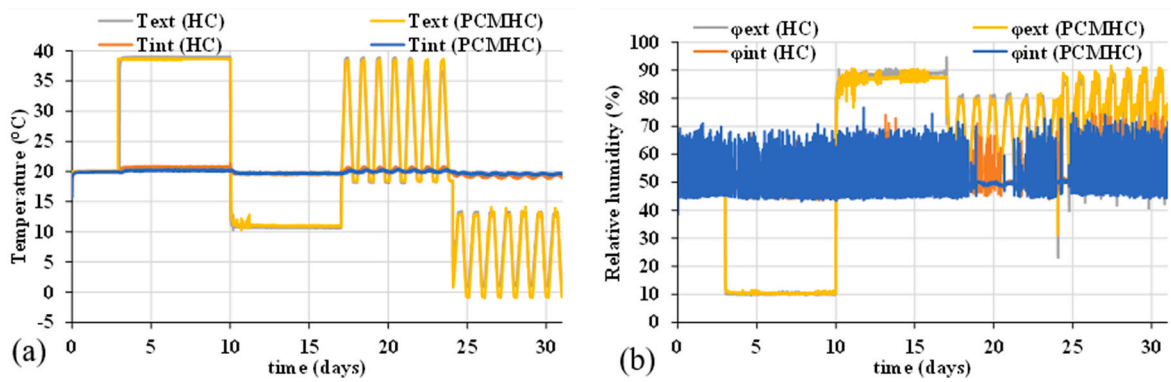 Text (HC) Text (PCMHC)
Tint (HC) Tint (PCMHC)
40
35
30
25
20
15
10
5
0
-5
Temperature (°C)
0 5 10 15 20 25 30
time (days)
(a)
φext (HC) φext (PCMHC)
φint (HC) φint (PCMHC)
100
90
80
70
60
50
40
30
20
10
0
Relative humidity (%)
0 5 10 15 20 25 30
time (days)
(b)